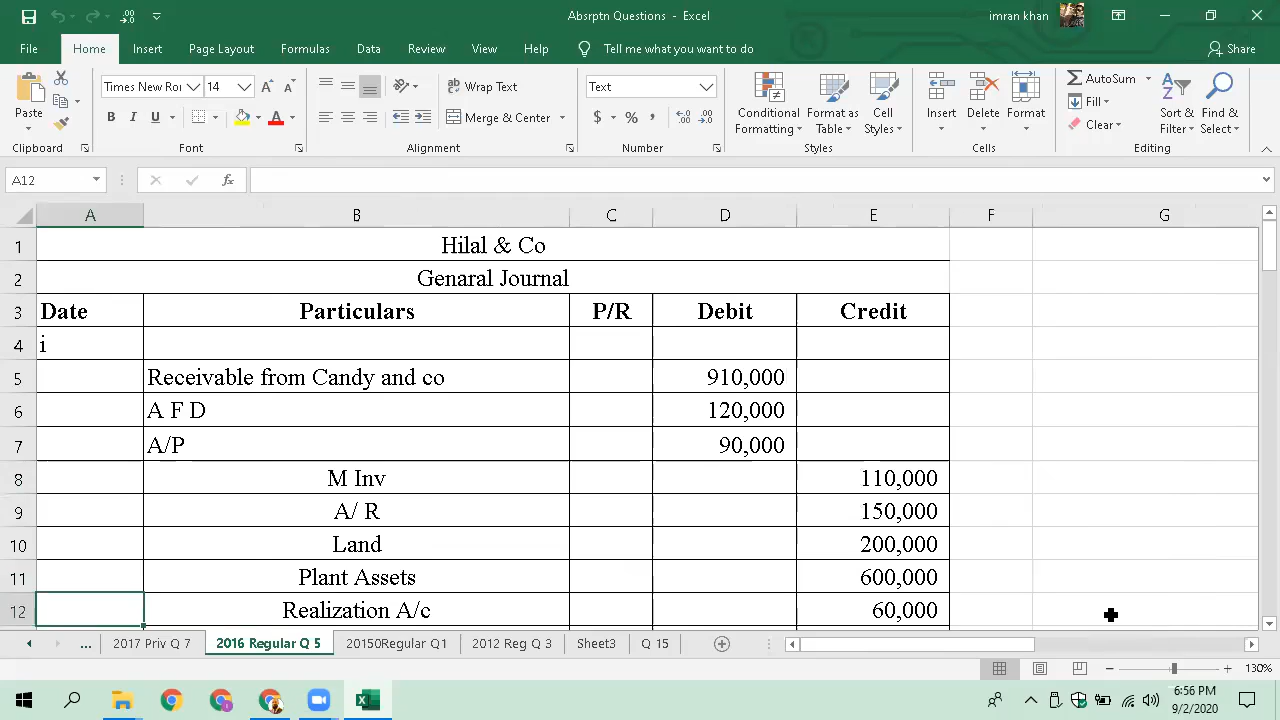 Absrptn Questions - Excel
imran khan
File Home Insert Page Layout Formulas Data Review View Help Tell me what you want to do Share
Times New Roi 14
Wrap Text
Text
AutoSum
Paste
Merge & Center
Conditional Formatting
Format as Table
Cell Styles
Insert Delete Format
Fill
Clear
Sort & Filter
Find & Select
Clipboard Font Alignment Number Styles Cells Editing
A12 fx
A B C D E F G
1 Hilal & Co
2 Genaral Journal
3 Date Particulars P/R Debit Credit
4 i
5 Receivable from Candy and co 910,000
6 A F D 120,000
7 A/P 90,000
8 M Inv 110,000
9 A/ R 150,000
10 Land 200,000
11 Plant Assets 600,000
12 Realization A/c 60,000
... 2017 Priv Q 7 2016 Regular Q 5 20150Regular Q1 2012 Reg Q 3 Sheet3 Q 15
130%
6:56 PM
9/2/2020